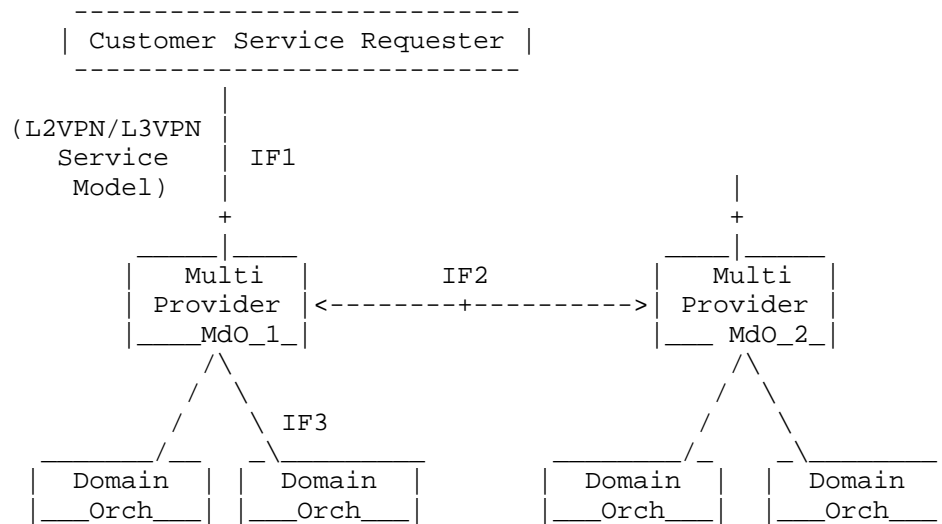 Customer Service Requester
(L2VPN/L3VPN
Service IF1
Model)
Multi IF2 Multi
Provider Provider
MdO_1 MdO_2
IF3
Domain Domain Domain Domain
Orch Orch Orch Orch